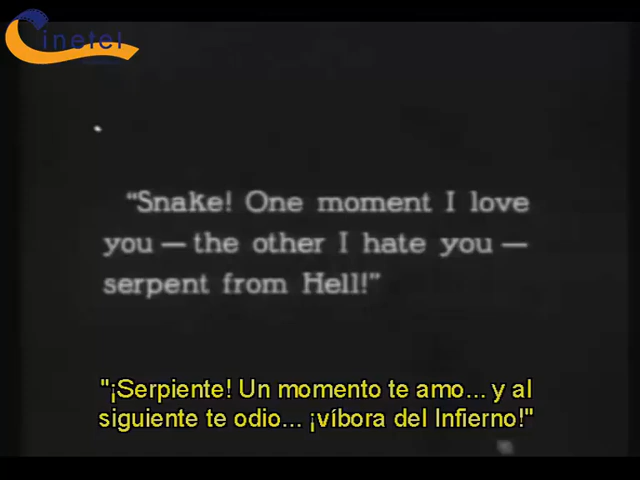 Cinetel
"Snake! One moment I love
you — the other I hate you —
serpent from Hell!"
"¡Serpiente! Un momento te amo... y al
siguiente te odio... ¡víbora del Infierno!"